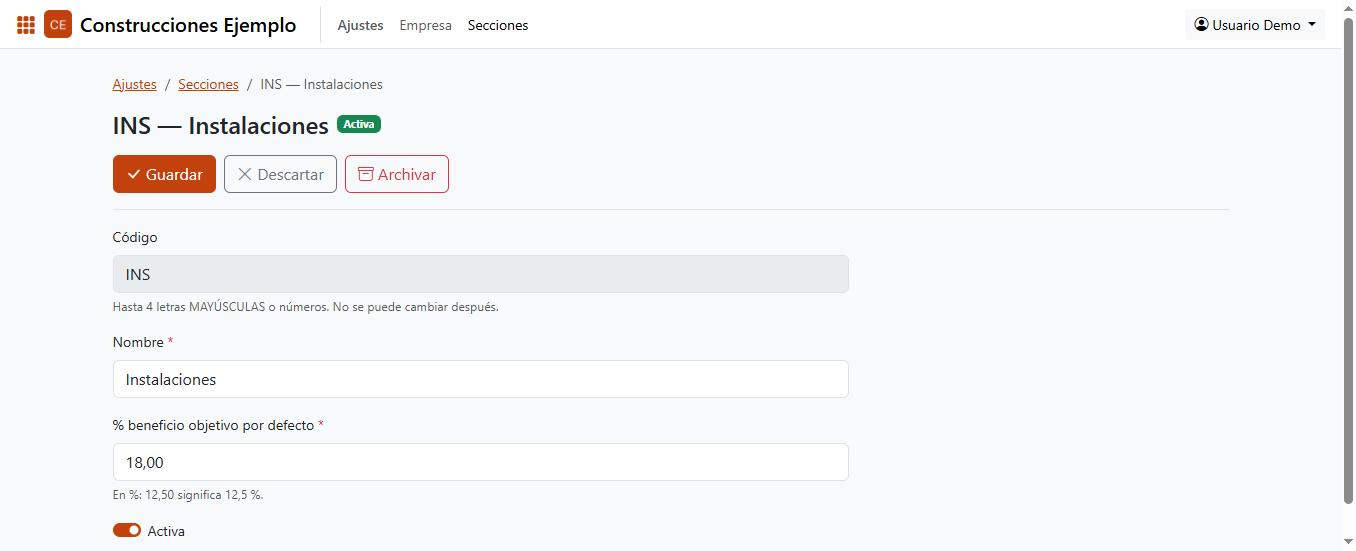 CE Construcciones Ejemplo Ajustes Empresa Secciones Usuario Demo
Ajustes / Secciones / INS — Instalaciones
INS — Instalaciones Activa
Guardar Descartar Archivar
Código
INS
Hasta 4 letras MAYÚSCULAS o números. No se puede cambiar después.
Nombre *
Instalaciones
% beneficio objetivo por defecto *
18,00
En %: 12,50 significa 12,5 %.
Activa